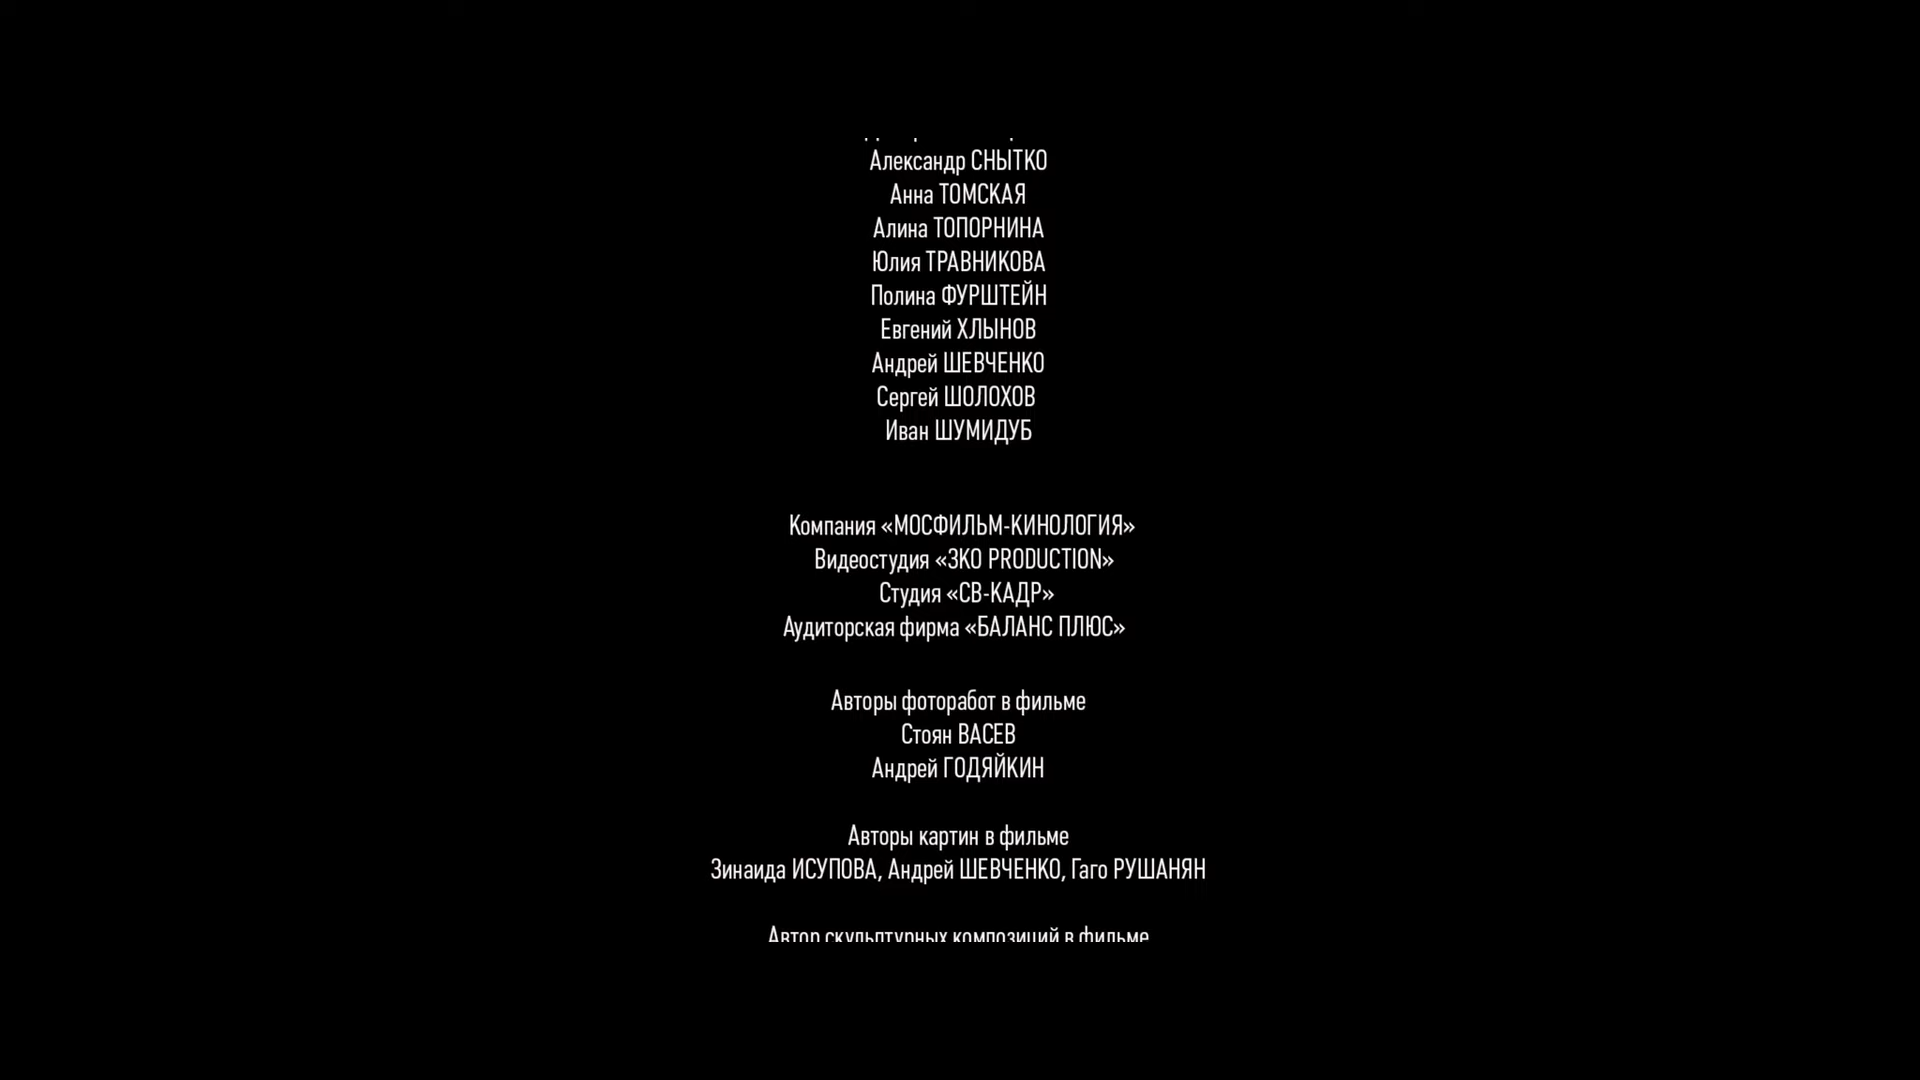 Александр СНЫТКО
Анна ТОМСКАЯ
Алина ТОПОРНИНА
Юлия ТРАВНИКОВА
Полина ФУРШТЕЙН
Евгений ХЛЫНОВ
Андрей ШЕВЧЕНКО
Сергей ШОЛОХОВ
Иван ШУМИДУБ
Компания «МОСФИЛЬМ-КИНОЛОГИЯ»
Видеостудия «ЗКО PRODUCTION»
Студия «СВ-КАДР»
Аудиторская фирма «БАЛАНС ПЛЮС»
Авторы фоторабот в фильме
Стоян ВАСЕВ
Андрей ГОДЯЙКИН
Авторы картин в фильме
Зинаида ИСУПОВА, Андрей ШЕВЧЕНКО, Гаго РУШАНЯН
Автор скульптурных композиций в фильме